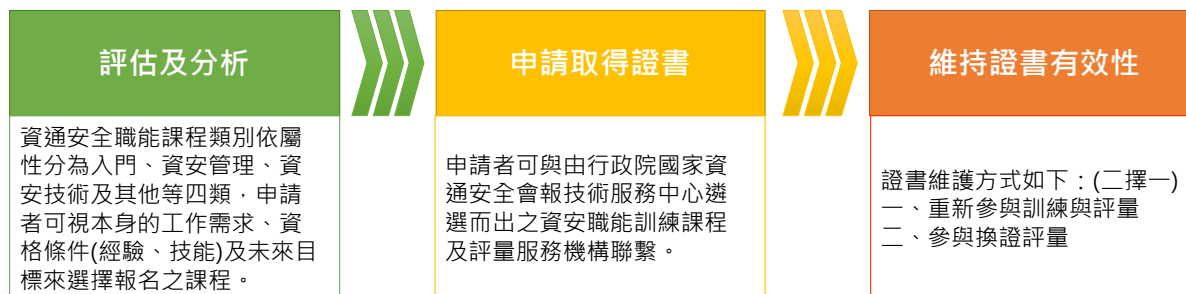 評估及分析
資通安全職能課程類別依屬
性分為入門、資安管理、資
安技術及其他等四類，申請
者可視本身的工作需求、資
格條件(經驗、技能)及未來目
標來選擇報名之課程。
申請取得證書
申請者可與由行政院國家資
通安全會報技術服務中心遴
選而出之資安職能訓練課程
及評量服務機構聯繫。
維持證書有效性
證書維護方式如下：(二擇一)
一、重新參與訓練與評量
二、參與換證評量